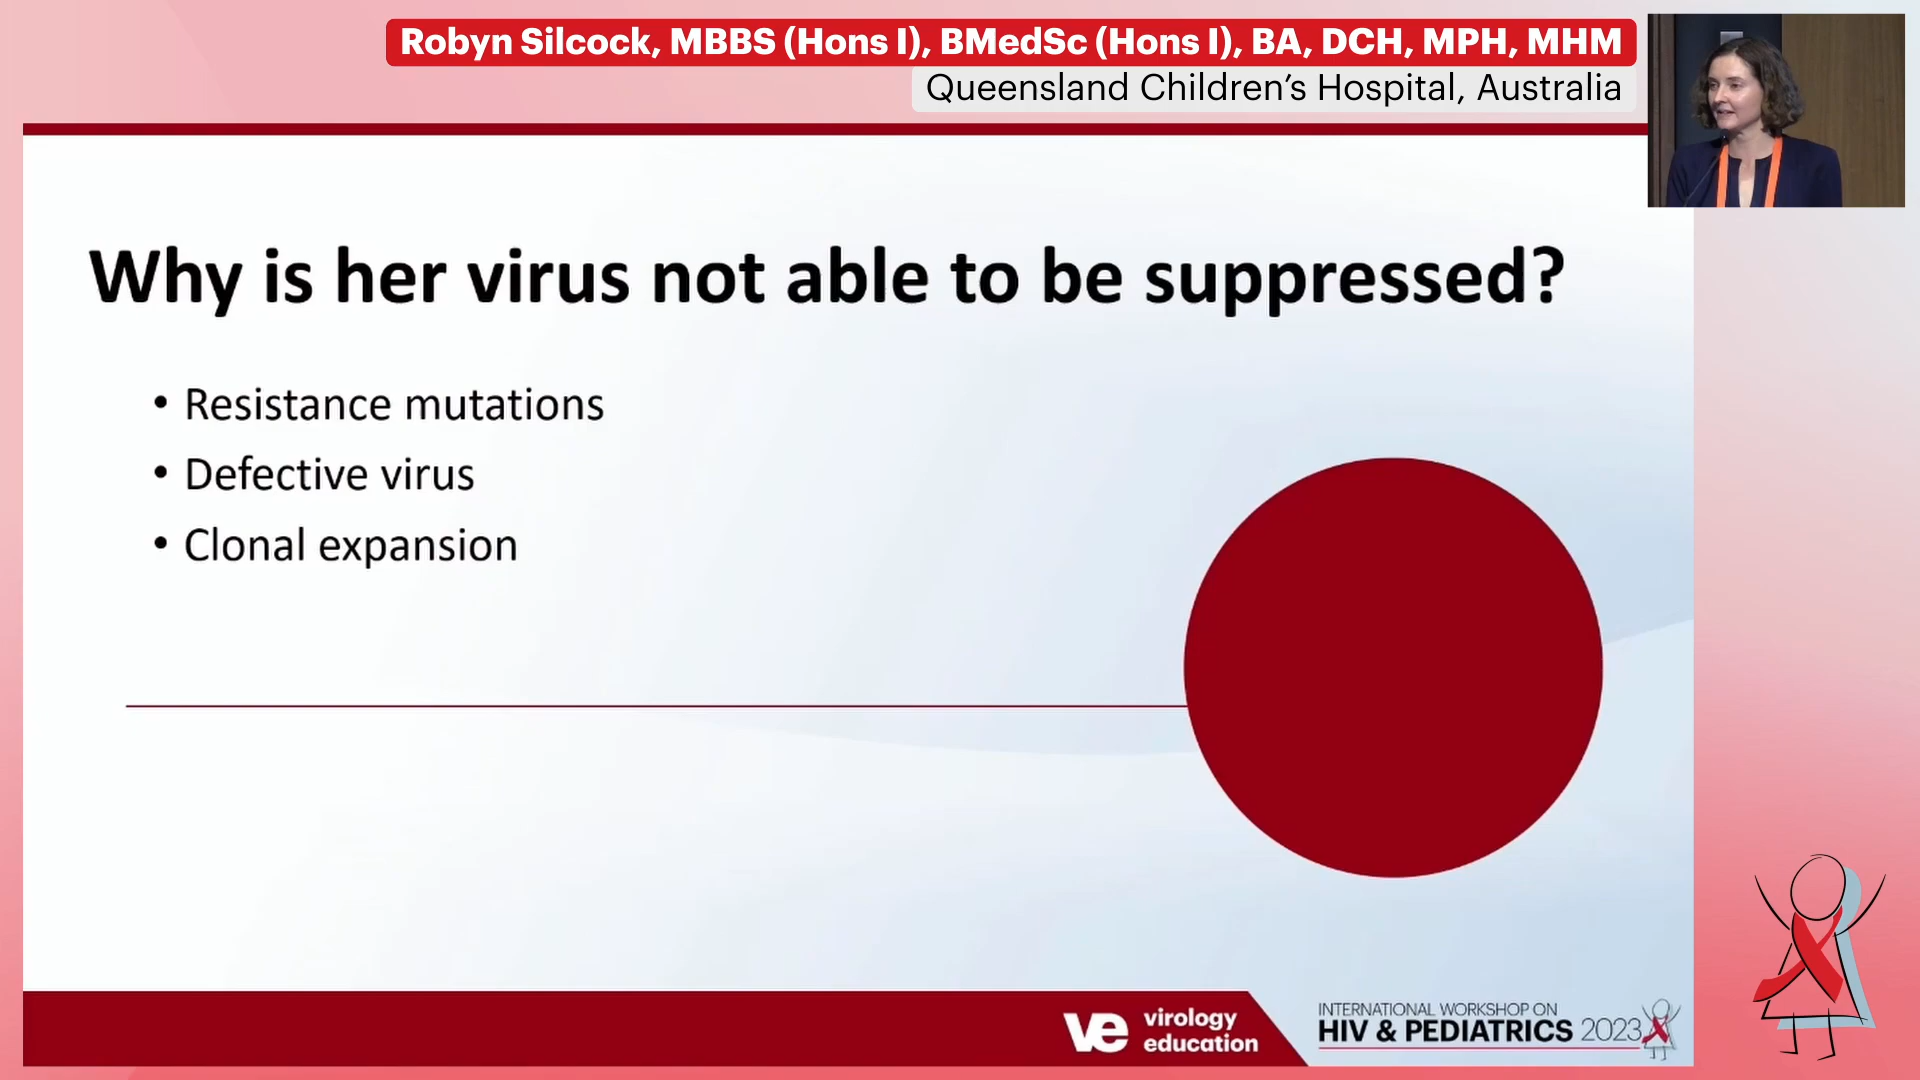 Robyn Silcock, MBBS (Hons I), BMedSc (Hons I), BA, DCH, MPH, MHM
Queensland Children’s Hospital, Australia
Why is her virus not able to be suppressed?
• Resistance mutations
• Defective virus
• Clonal expansion
ve virology education
INTERNATIONAL WORKSHOP ON
HIV & PEDIATRICS 2023